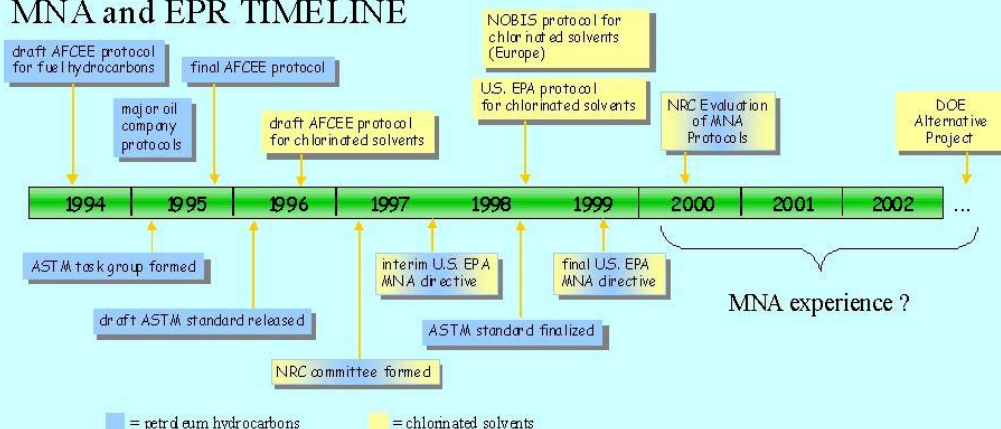 MNA and EPR TIMELINE
draft AFCEE protocol
for fuel hydrocarbons
final AFCEE protocol
major oil
company
protocols
draft AFCEE protocol
for chlorinated solvents
NOBIS protocol for
chlorinated solvents
(Europe)
U.S. EPA protocol
for chlorinated solvents
NRC Evaluation
of MNA
Protocols
DOE
Alternative
Project
1994 1995 1996 1997 1998 1999 2000 2001 2002 ...
ASTM task group formed
draft ASTM standard released
NRC committee formed
interim U.S. EPA
MNA directive
ASTM standard finalized
final U.S. EPA
MNA directive
MNA experience ?
= petroleum hydrocarbons
= chlorinated solvents